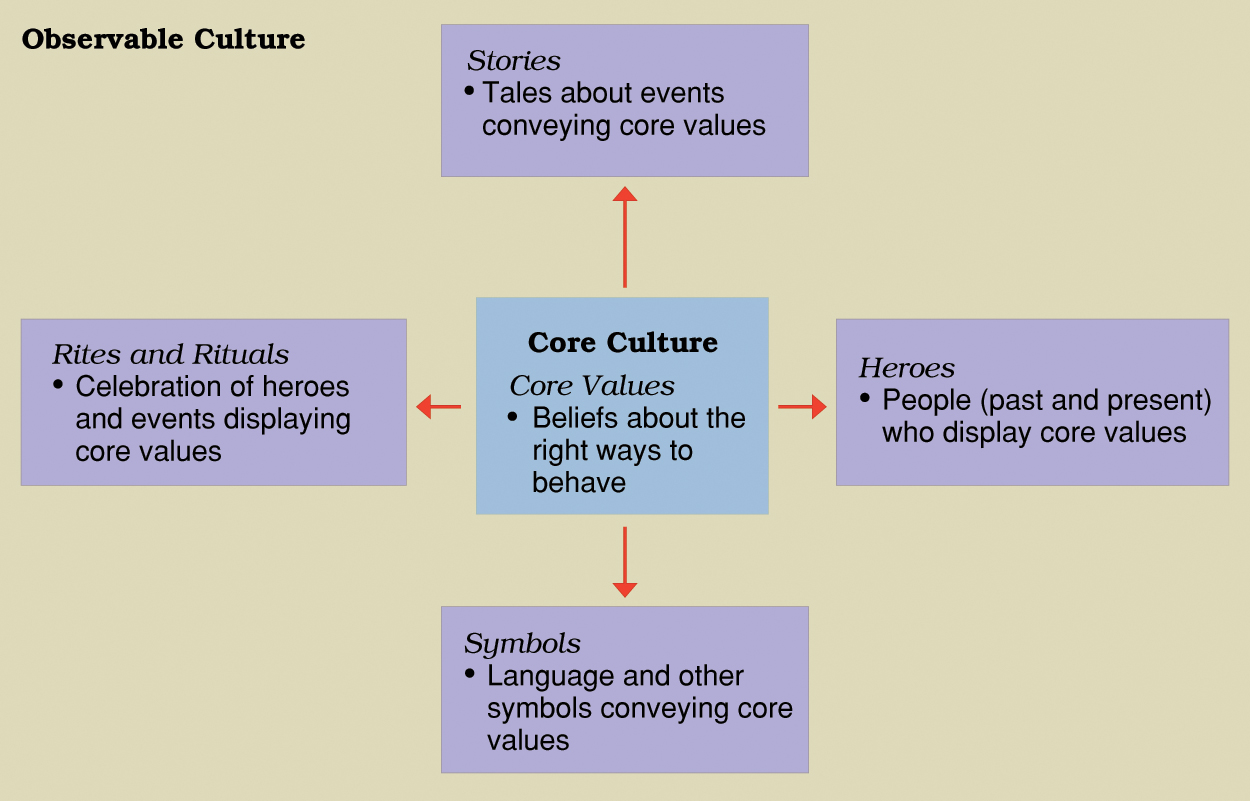 Observable Culture
Stories
• Tales about events
conveying core values
Rites and Rituals
• Celebration of heroes
and events displaying
core values
Core Culture
Core Values
• Beliefs about the
right ways to
behave
Heroes
• People (past and present)
who display core values
Symbols
• Language and other
symbols conveying core
values